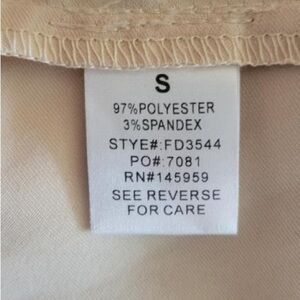 S
97%POLYESTER
3%SPANDEX
STYE#:FD3544
PO#:7081
RN#145959
SEE REVERSE
FOR CARE